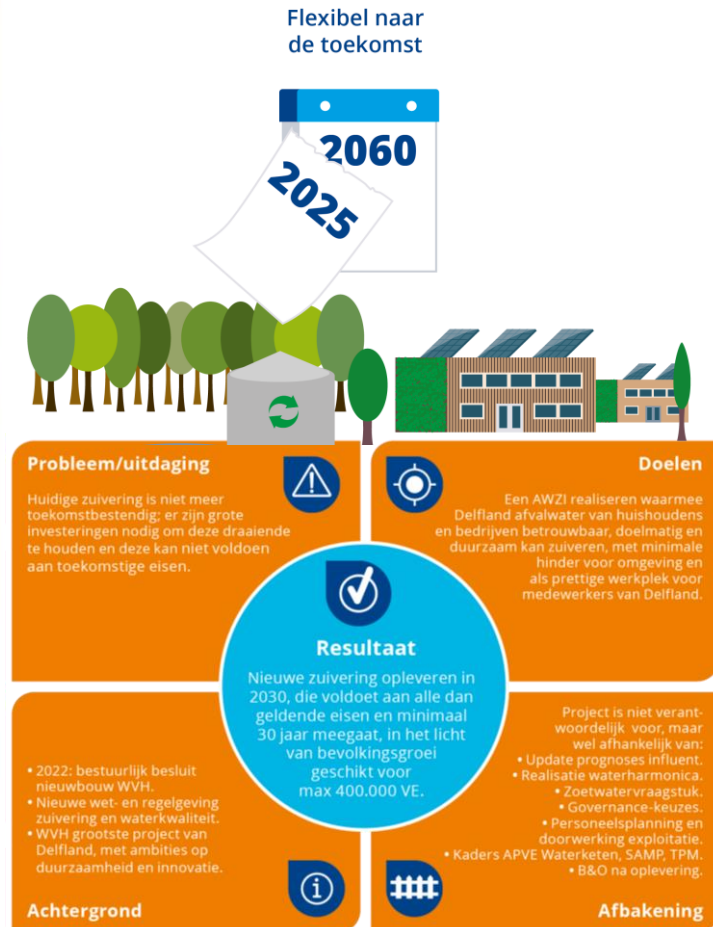 Flexibel naar
de toekomst
2060
2025
Probleem/uitdaging
Huidige zuivering is niet meer
toekomstbestendig; er zijn grote
investeringen nodig om deze draaiende
te houden en deze kan niet voldoen
aan toekomstige eisen.
Doelen
Een AWZI realiseren waarmee
Delfland afvalwater van huishoudens
en bedrijven betrouwbaar, doelmatig en
duurzaam kan zuiveren, met minimale
hinder voor omgeving en
als prettige werkplek voor
medewerkers van Delfland.
Resultaat
Nieuwe zuivering opleveren in
2030, die voldoet aan alle dan
geldende eisen en minimaal
30 jaar meegaat, in het licht
van bevolkingsgroei
geschikt voor
max 400.000 VE.
• 2022: bestuurlijk besluit
nieuwbouw WVH.
• Nieuwe wet- en regelgeving
zuivering en waterkwaliteit.
• WVH grootste project van
Delfland, met ambities op
duurzaamheid en innovatie.
Achtergrond
Project is niet verant-
woordelijk voor, maar
wel afhankelijk van:
• Update prognoses influent.
• Realisatie waterharmonica.
• Zoetwatervraagstuk.
• Governance-keuzes.
• Personeelsplanning en
doorwerking exploitatie.
• Kaders APVE Waterketen, SAMP, TPM.
• B&O na oplevering.
Afbakening